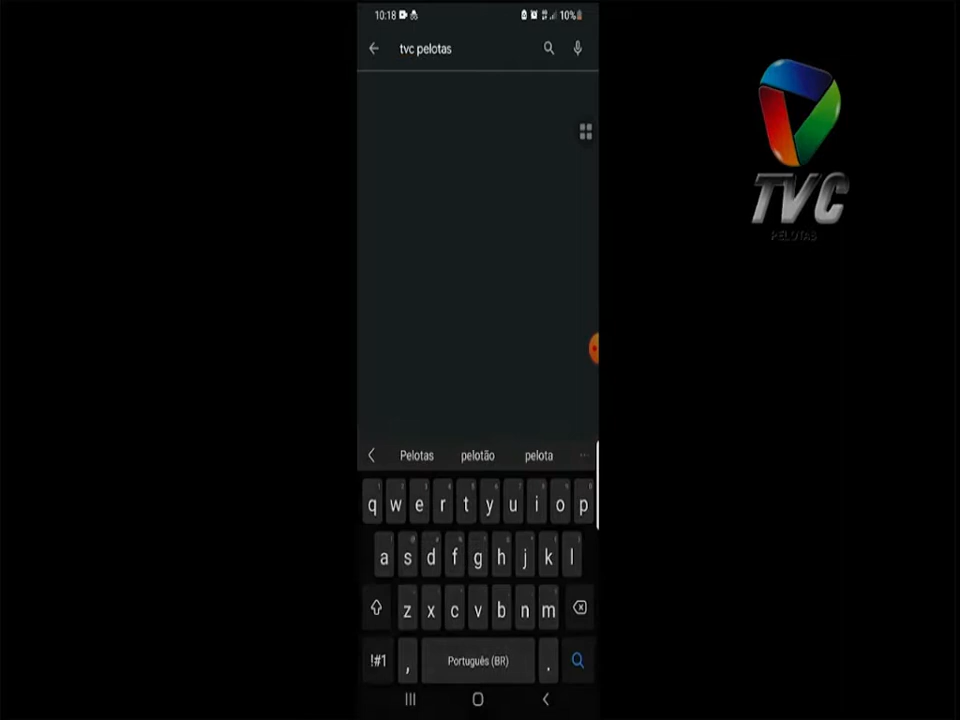 10:18
10%
tvc pelotas
TVC
PELOTAS
Pelotas pelotão pelota
q w e r t y u i o p
a s d f g h j k l
z x c v b n m
!#1 , Português (BR) .